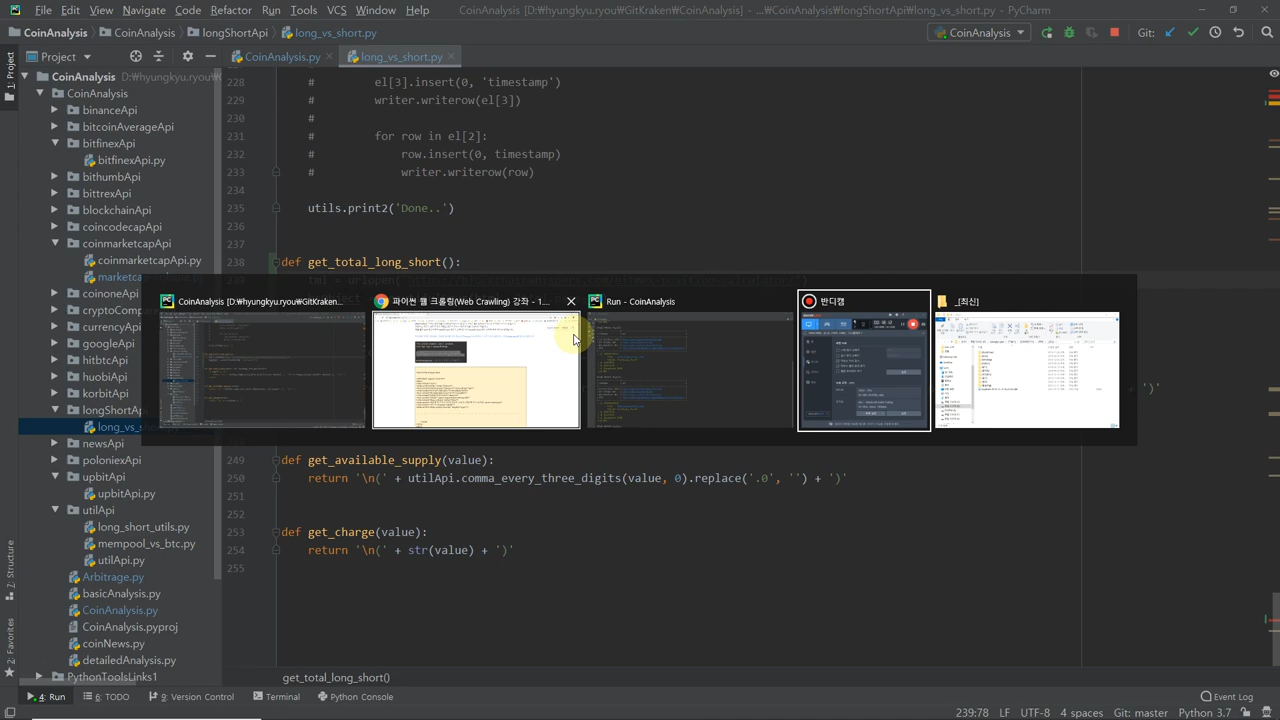 File Edit View Navigate Code Refactor Run Tools VCS Window Help CoinAnalysis [D:₩hyungkyu.ryou₩GitKraken₩CoinAnalysis] - ...₩CoinAnalysis₩longShortApi₩long_vs_short.py - PyCharm
CoinAnalysis CoinAnalysis longShortApi long_vs_short.py CoinAnalysis Git:
1: Project
Project CoinAnalysis.py long_vs_short.py
CoinAnalysis D:₩hyungkyu.ryou₩GitKraken
CoinAnalysis
binanceApi
bitcoinAverageApi
bitfinexApi
bitfinexApi.py
bithumbApi
bittrexApi
blockchainApi
coincodecapApi
coinmarketcapApi
coinmarketcapApi.py
marketc
coinoneApi
cryptoCompa
currencyApi
googleApi
hitbtcApi
huobiApi
korbitApi
longShortAp
long_vs_sh
newsApi
poloniexApi
upbitApi
upbitApi.py
utilApi
long_short_utils.py
mempool_vs_btc.py
utilApi.py
Arbitrage.py
basicAnalysis.py
CoinAnalysis.py
CoinAnalysis.pyproj
coinNews.py
detailedAnalysis.py
PythonToolsLinks1
228 # el[3].insert(0, 'timestamp')
229 # writer.writerow(el[3])
230 #
231 # for row in el[2]:
232 # row.insert(0, timestamp)
233 # writer.writerow(row)
234
235 utils.print2('Done..')
236
237
238 def get_total_long_short():
CoinAnalysis [D:₩hyungkyu.ryou₩GitKraken...
파이썬 웹 크롤링(Web Crawling) 강좌 - 1....
Run - CoinAnalysis
반디캠
_[최신]
249 def get_available_supply(value):
250 return '\n(' + utilApi.comma_every_three_digits(value, 0).replace('.0', '') + ')'
251
252
253 def get_charge(value):
254 return '\n(' + str(value) + ')'
255
get_total_long_short()
7: Structure
2: Favorites
4: Run 6: TODO 9: Version Control Terminal Python Console Event Log
239:78 LF UTF-8 4 spaces Git: master Python 3.7